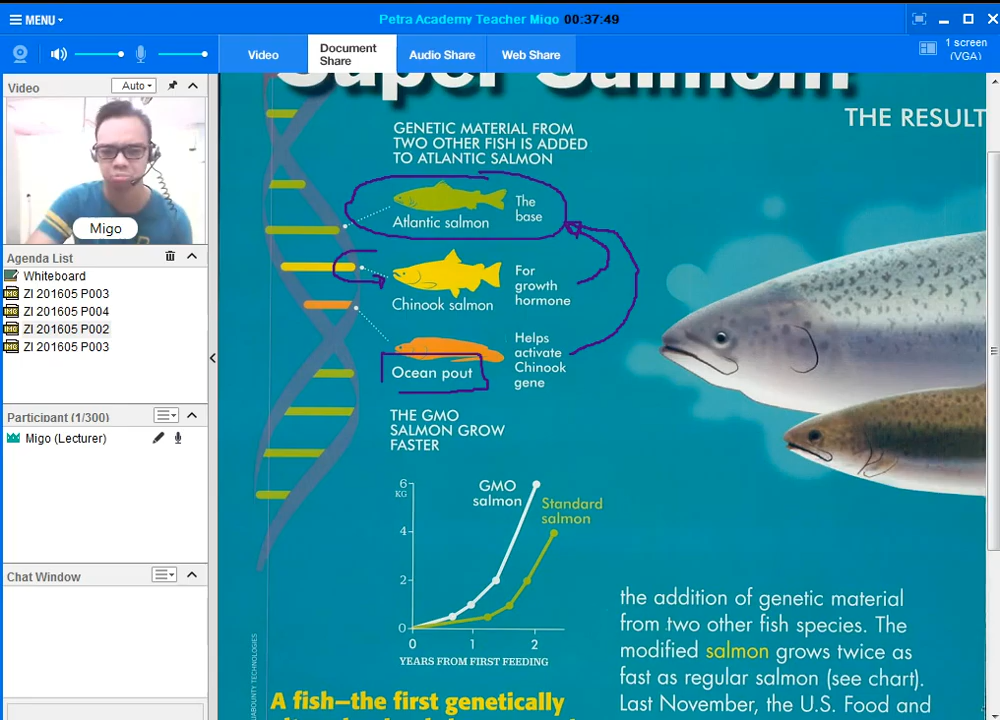 MENU
Petra Academy Teacher Migo 00:37:49
Video
Document
Share
Audio Share
Web Share
1 screen
(VGA)
Video
Auto
Migo
Agenda List
Whiteboard
ZI 201605 P003
ZI 201605 P004
ZI 201605 P002
ZI 201605 P003
Participant (1/300)
Migo (Lecturer)
Chat Window
Super Salmon
THE RESULT
GENETIC MATERIAL FROM
TWO OTHER FISH IS ADDED
TO ATLANTIC SALMON
The
base
Atlantic salmon
For
growth
hormone
Chinook salmon
Helps
activate
Chinook
gene
Ocean pout
THE GMO
SALMON GROW
FASTER
6
KG
4
2
0
GMO
salmon
Standard
salmon
0 1 2
YEARS FROM FIRST FEEDING
ABOUNTY TECHNOLOGIES
A fish—the first genetically
the addition of genetic material
from two other fish species. The
modified salmon grows twice as
fast as regular salmon (see chart).
Last November, the U.S. Food and